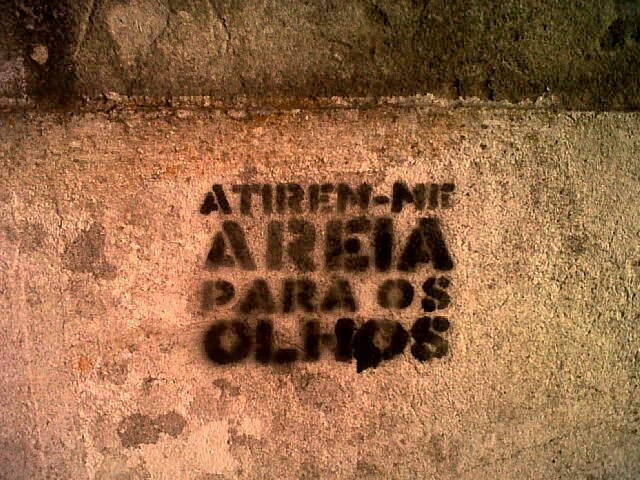 ATIREM-ME
AREIA
PARA OS
OLHOS